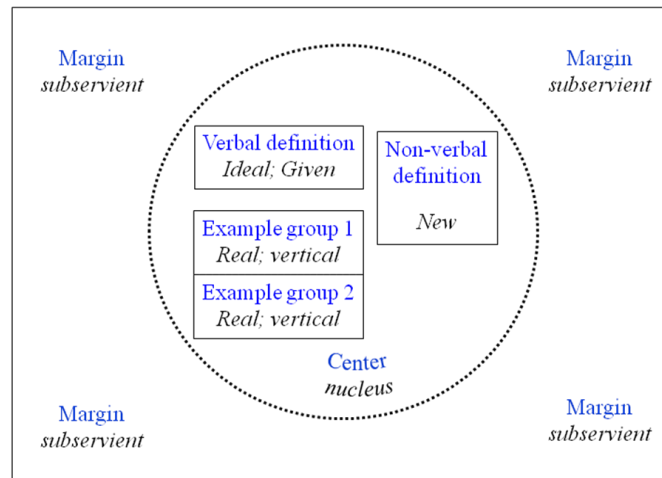 Margin
subservient
Margin
subservient
Verbal definition
Ideal; Given
Non-verbal
definition
New
Example group 1
Real; vertical
Example group 2
Real; vertical
Center
nucleus
Margin
subservient
Margin
subservient